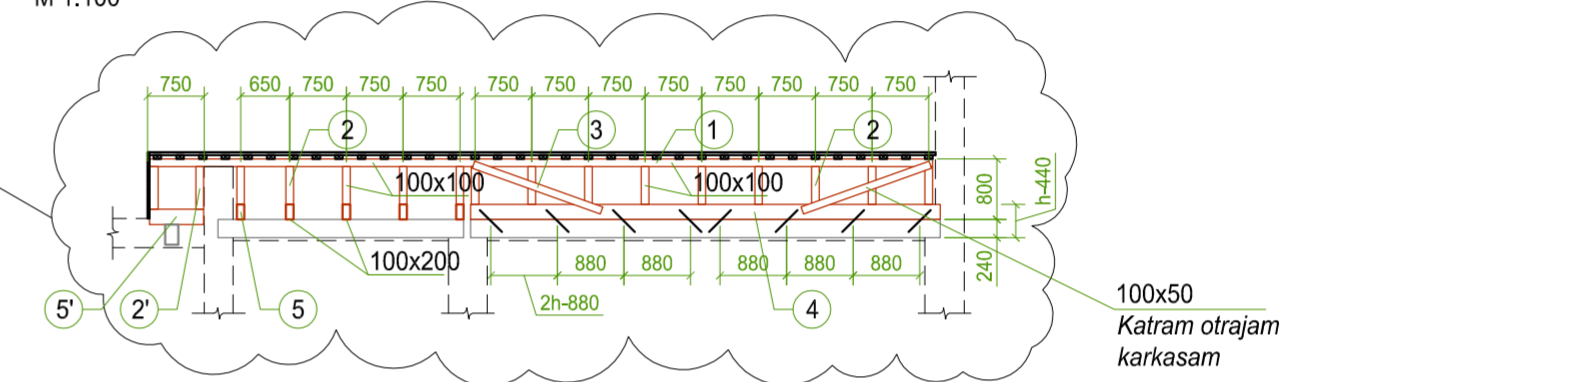 M 1:100
750 650 750 750 750 750 750 750 750 750 750 750 750
2 3 1 2
100x100 100x100
800 h-440
100x200 880 880 880 880 880 240
5' 2' 5 2h-880 4
100x50
Katram otrajam
karkasam